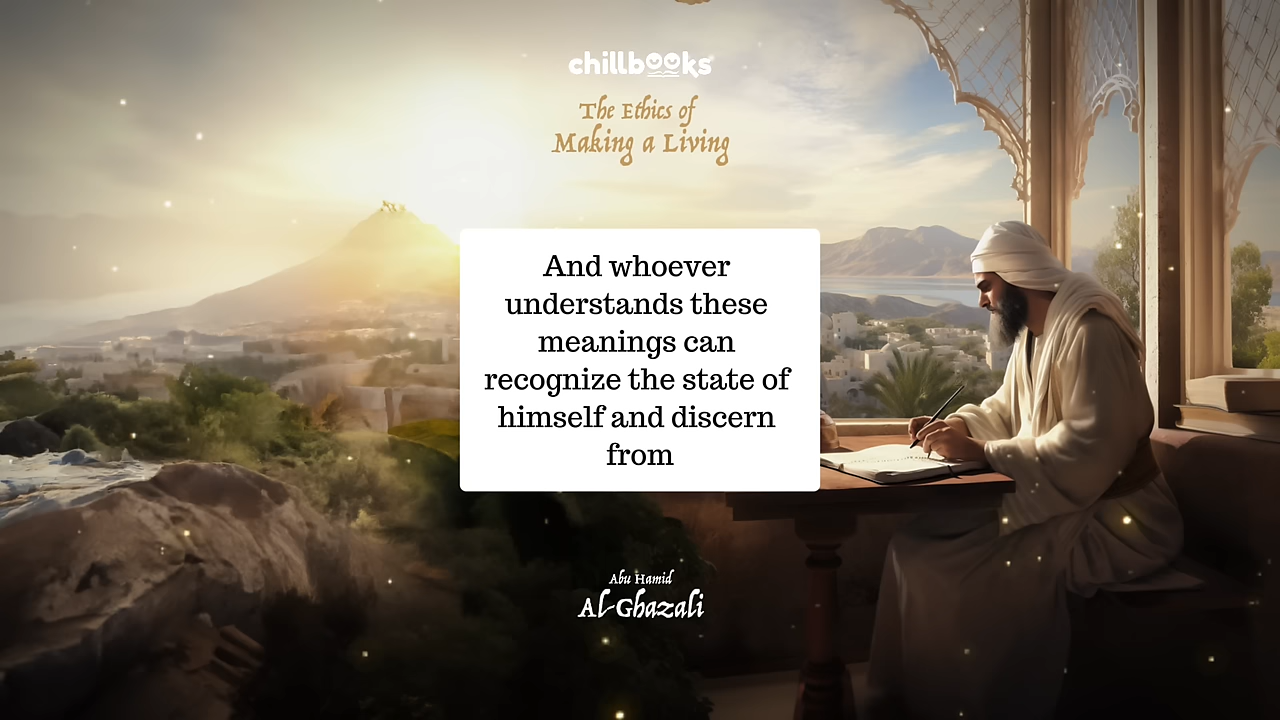 chillbooks
The Ethics of
Making a Living
And whoever
understands these
meanings can
recognize the state of
himself and discern
from
Abu Hamid
Al-Ghazali